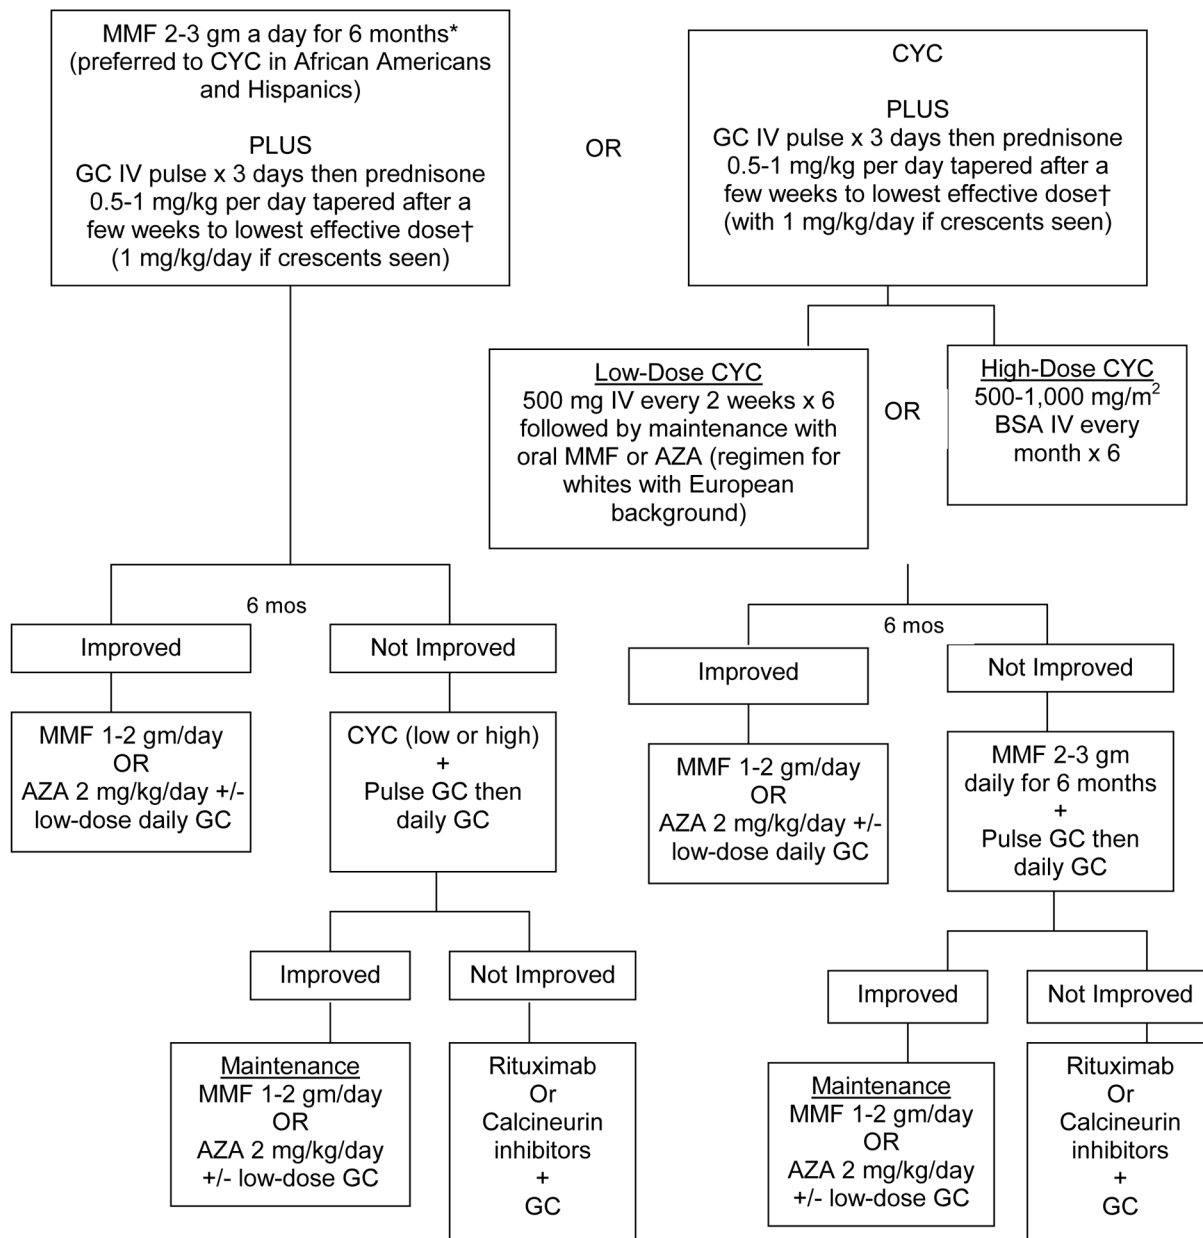 MMF 2-3 gm a day for 6 months*
(preferred to CYC in African Americans
and Hispanics)
PLUS
GC IV pulse x 3 days then prednisone
0.5-1 mg/kg per day tapered after a
few weeks to lowest effective dose†
(1 mg/kg/day if crescents seen)
OR
CYC
PLUS
GC IV pulse x 3 days then prednisone
0.5-1 mg/kg per day tapered after a
few weeks to lowest effective dose†
(with 1 mg/kg/day if crescents seen)
Low-Dose CYC
500 mg IV every 2 weeks x 6
followed by maintenance with
oral MMF or AZA (regimen for
whites with European
background)
OR
High-Dose CYC
500-1,000 mg/m²
BSA IV every
month x 6
6 mos
Improved
Not Improved
MMF 1-2 gm/day
OR
AZA 2 mg/kg/day +/-
low-dose daily GC
CYC (low or high)
+
Pulse GC then
daily GC
Improved
Not Improved
Maintenance
MMF 1-2 gm/day
OR
AZA 2 mg/kg/day
+/- low-dose GC
Rituximab
Or
Calcineurin
inhibitors
+
GC
6 mos
Improved
Not Improved
MMF 1-2 gm/day
OR
AZA 2 mg/kg/day +/-
low-dose daily GC
MMF 2-3 gm
daily for 6 months
+
Pulse GC then
daily GC
Improved
Not Improved
Maintenance
MMF 1-2 gm/day
OR
AZA 2 mg/kg/day
+/- low-dose GC
Rituximab
Or
Calcineurin
inhibitors
+
GC